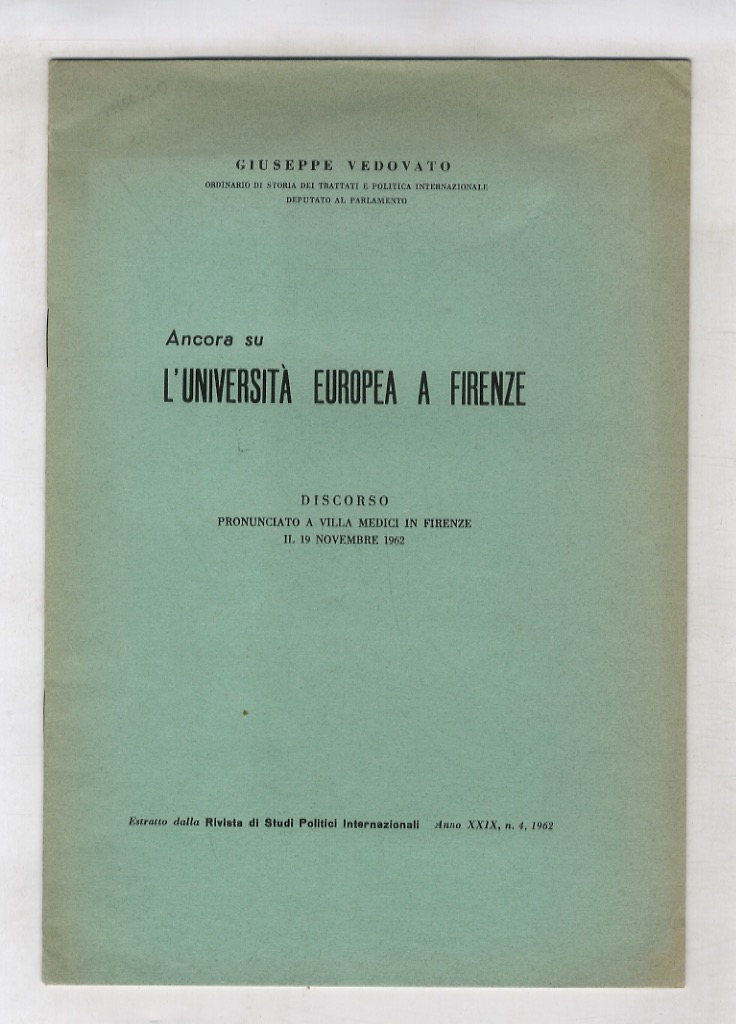 GIUSEPPE VEDOVATO
ORDINARIO DI STORIA DEI TRATTATI E POLITICA INTERNAZIONALE
DEPUTATO AL PARLAMENTO
Ancora su
L'UNIVERSITÀ EUROPEA A FIRENZE
DISCORSO
PRONUNCIATO A VILLA MEDICI IN FIRENZE
IL 19 NOVEMBRE 1962
Estratto dalla Rivista di Studi Politici Internazionali Anno XXIX, n. 4, 1962